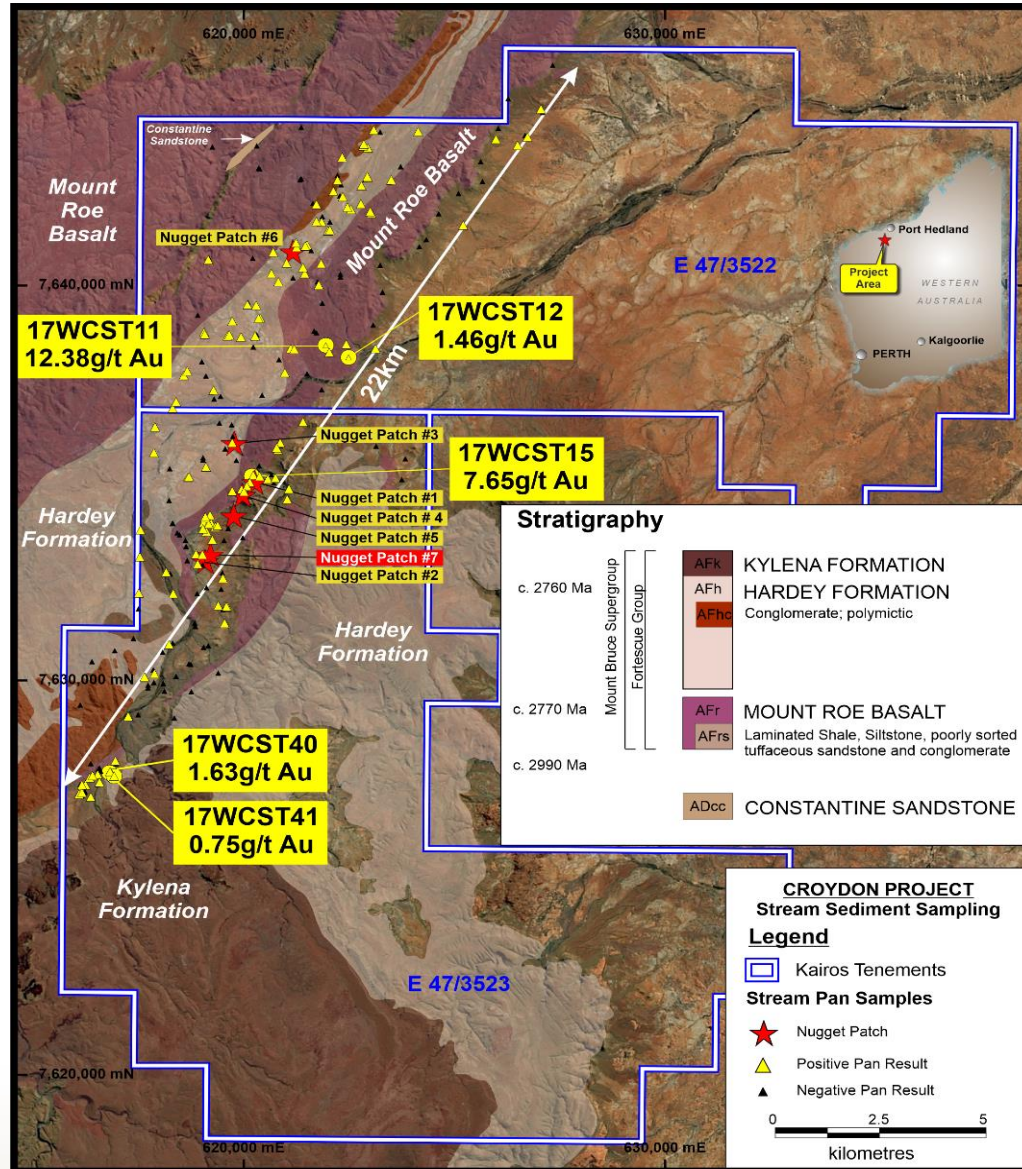 620,000 mE
630,000 mE
Constantine
Sandstone
Mount
Roe
Basalt
Mount Roe Basalt
Nugget Patch #6
E 47/3522
Port Hedland
Project
Area
WESTERN
AUSTRALIA
Kalgoorlie
PERTH
7,640,000 mN
17WCST11
12.38g/t Au
17WCST12
1.46g/t Au
22km
Nugget Patch #3
17WCST15
7.65g/t Au
Nugget Patch #1
Nugget Patch # 4
Nugget Patch #5
Nugget Patch #7
Nugget Patch #2
Hardey
Formation
Hardey
Formation
7,630,000 mN
17WCST40
1.63g/t Au
17WCST41
0.75g/t Au
Kylena
Formation
E 47/3523
7,620,000 mN
620,000 mE
630,000 mE
Stratigraphy
c. 2760 Ma
c. 2770 Ma
c. 2990 Ma
Mount Bruce Supergroup
Fortescue Group
AFk KYLENA FORMATION
AFh HARDEY FORMATION
AFhc Conglomerate; polymictic
AFr MOUNT ROE BASALT
AFrs Laminated Shale, Siltstone, poorly sorted
tuffaceous sandstone and conglomerate
ADcc CONSTANTINE SANDSTONE
CROYDON PROJECT
Stream Sediment Sampling
Legend
Kairos Tenements
Stream Pan Samples
Nugget Patch
Positive Pan Result
Negative Pan Result
0 2.5 5
kilometres